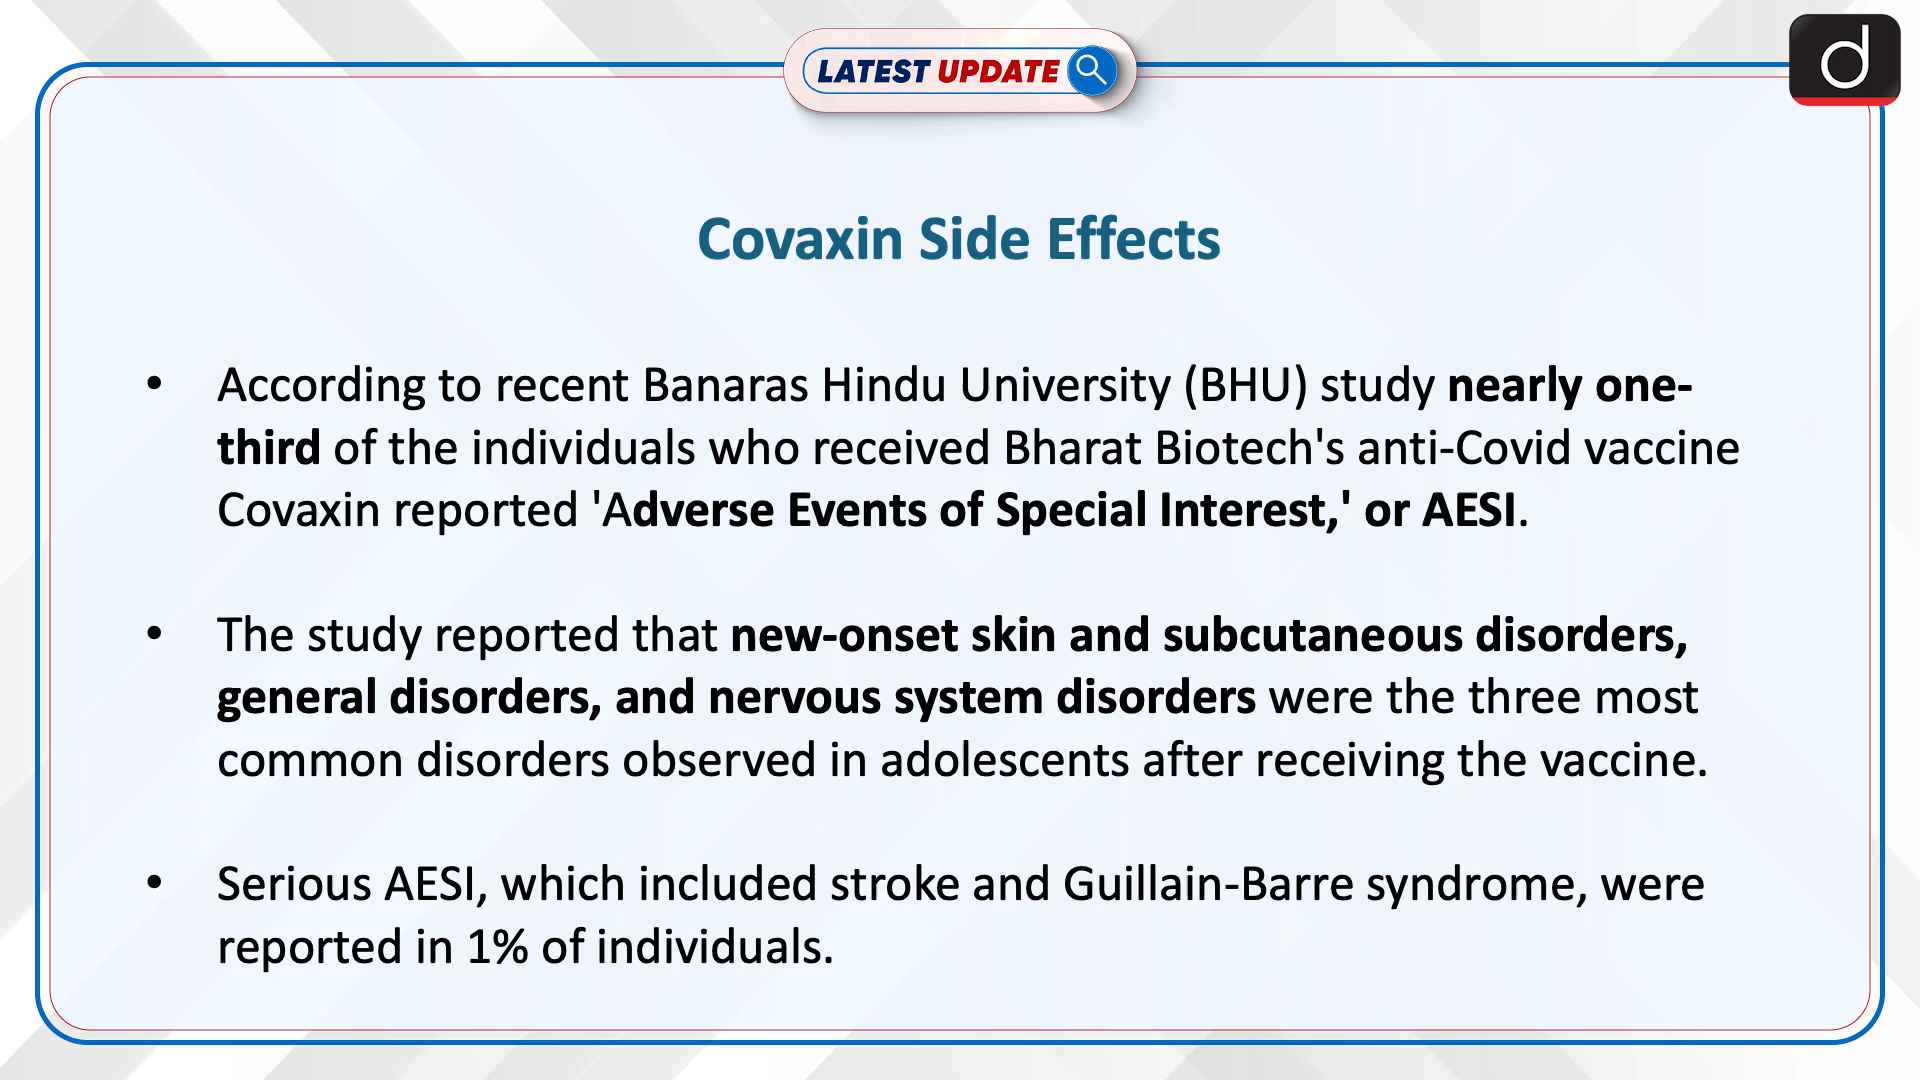 LATEST UPDATE
d
Covaxin Side Effects
• According to recent Banaras Hindu University (BHU) study nearly one-
third of the individuals who received Bharat Biotech's anti-Covid vaccine
Covaxin reported 'Adverse Events of Special Interest,' or AESI.
• The study reported that new-onset skin and subcutaneous disorders,
general disorders, and nervous system disorders were the three most
common disorders observed in adolescents after receiving the vaccine.
• Serious AESI, which included stroke and Guillain-Barre syndrome, were
reported in 1% of individuals.